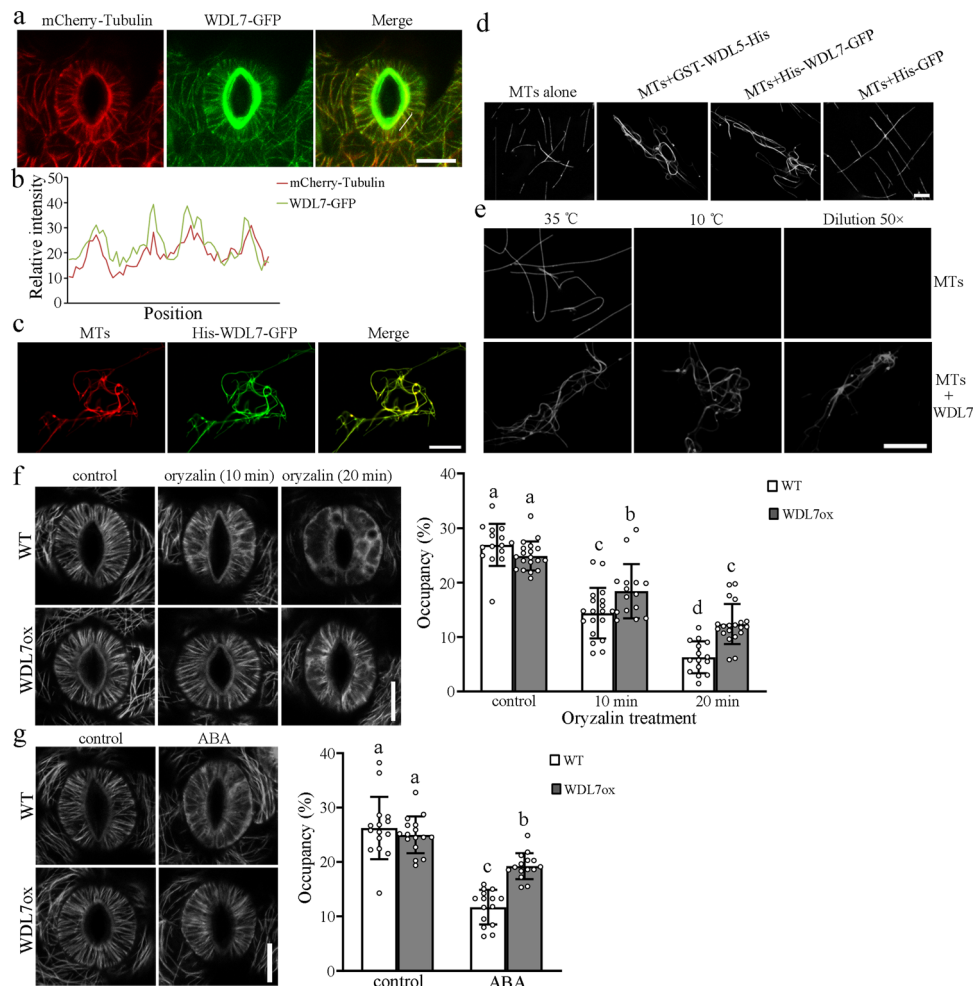 a
mCherry-Tubulin
WDL7-GFP
Merge
b
Relative intensity
50
40
30
20
10
0
mCherry-Tubulin
WDL7-GFP
Position
c
MTs
His-WDL7-GFP
Merge
d
MTs alone
MTs+GST-WDL5-His
MTs+His-WDL7-GFP
MTs+His-GFP
e
35 ℃
10 ℃
Dilution 50×
MTs
MTs
+
WDL7
f
control
oryzalin (10 min)
oryzalin (20 min)
WT
WDL7ox
Occupancy (%)
40
30
20
10
0
a
a
c
b
d
c
WT
WDL7ox
control
10 min
20 min
Oryzalin treatment
g
control
ABA
WT
WDL7ox
Occupancy (%)
40
30
20
10
0
a
a
c
b
WT
WDL7ox
control
ABA